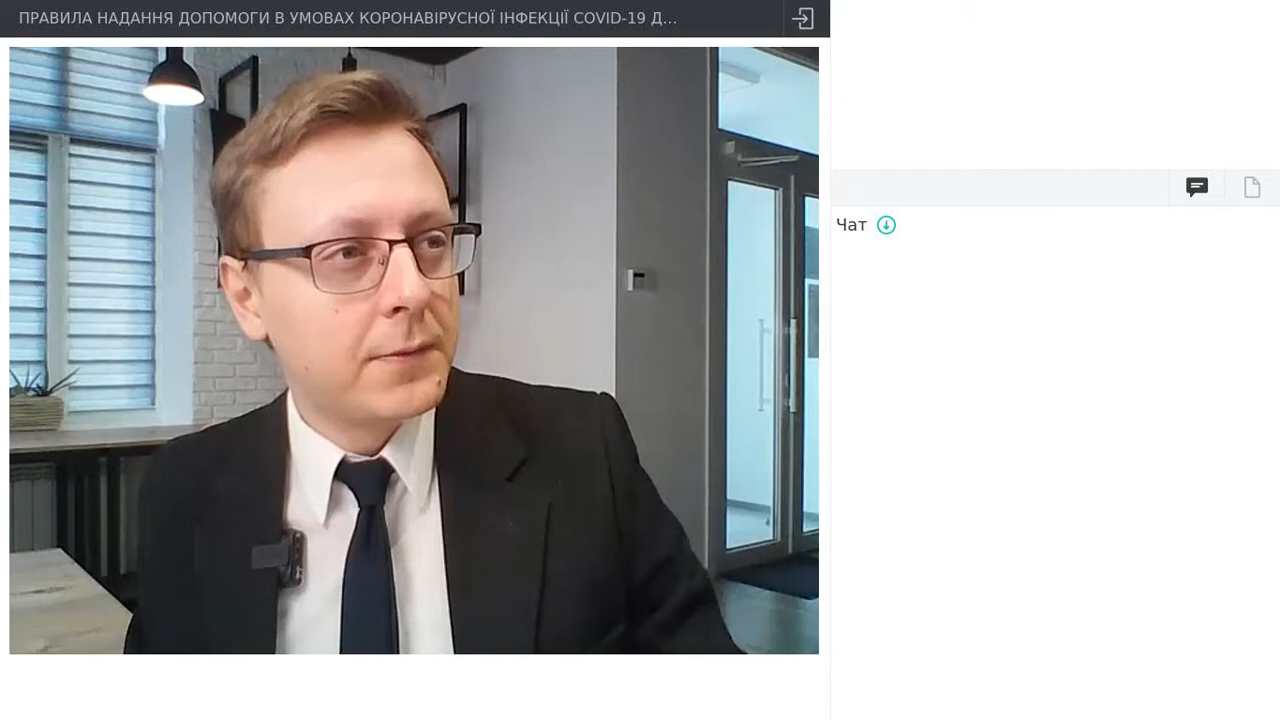 ПРАВИЛА НАДАННЯ ДОПОМОГИ В УМОВАХ КОРОНАВІРУСНОЇ ІНФЕКЦІЇ COVID-19 Д...
Чат